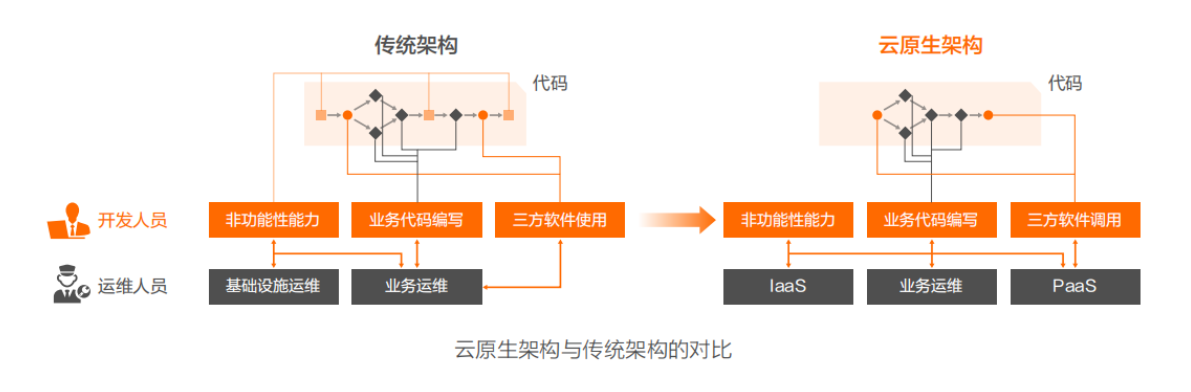 传统架构
云原生架构
代码
代码
开发人员
非功能性能力
业务代码编写
三方软件使用
非功能性能力
业务代码编写
三方软件调用
运维人员
基础设施运维
业务运维
IaaS
业务运维
PaaS
云原生架构与传统架构的对比